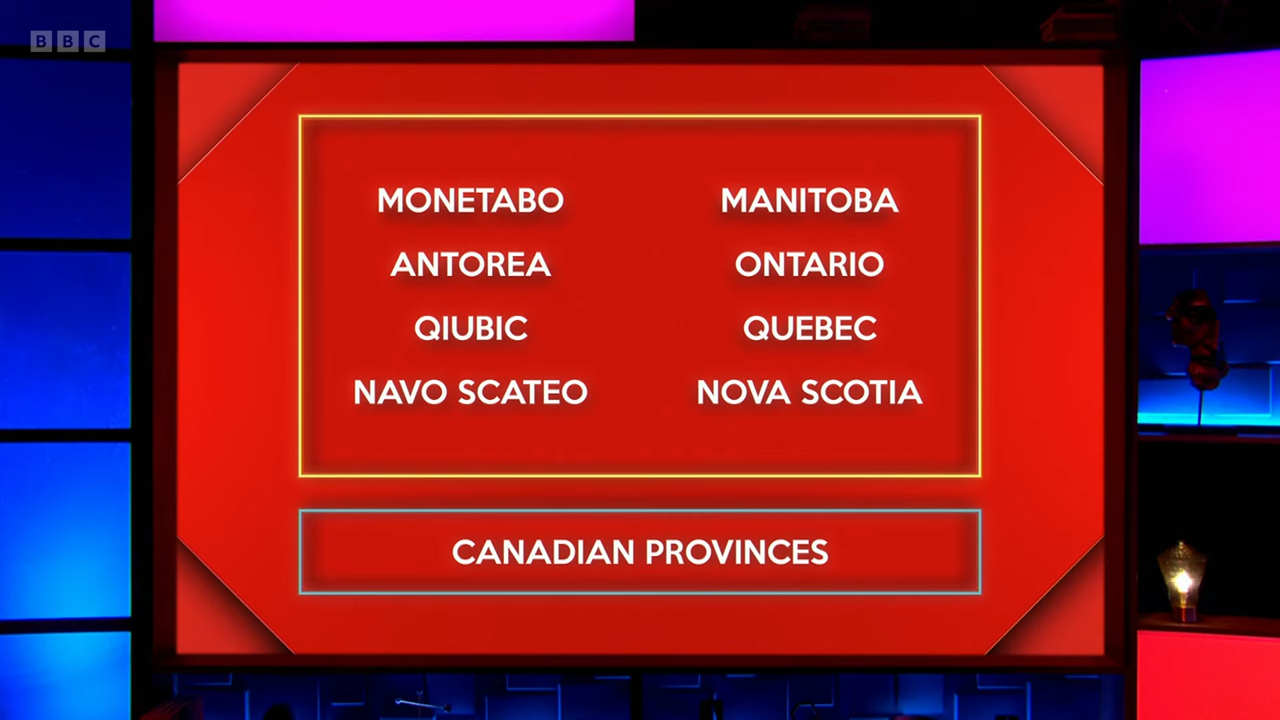 BBC
MONETABO MANITOBA
ANTOREA ONTARIO
QIUBIC QUEBEC
NAVO SCATEO NOVA SCOTIA
CANADIAN PROVINCES